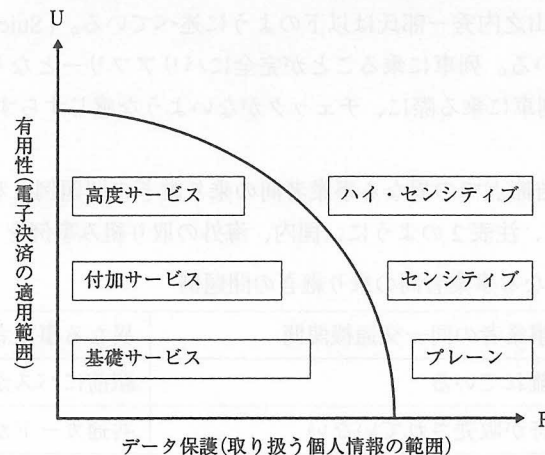 U
有用性(電子決済の適用範囲)
高度サービス
ハイ・センシティブ
付加サービス
センシティブ
基礎サービス
プレーン
データ保護(取り扱う個人情報の範囲)